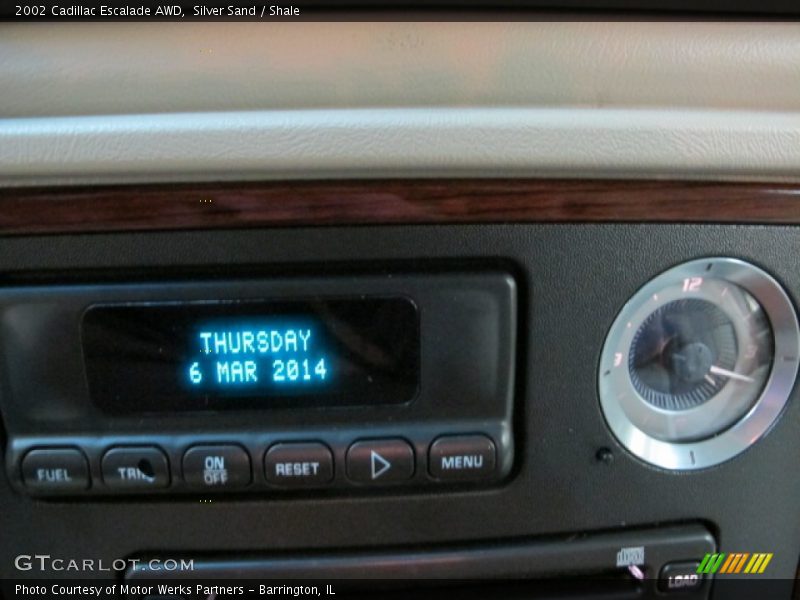 2002 Cadillac Escalade AWD,  Silver Sand / Shale
THURSDAY
6 MAR 2014
12
FUEL
TRIP
ON
OFF
RESET
MENU
LOAD
GTCARLOT.COM
Photo Courtesy of Motor Werks Partners - Barrington, IL